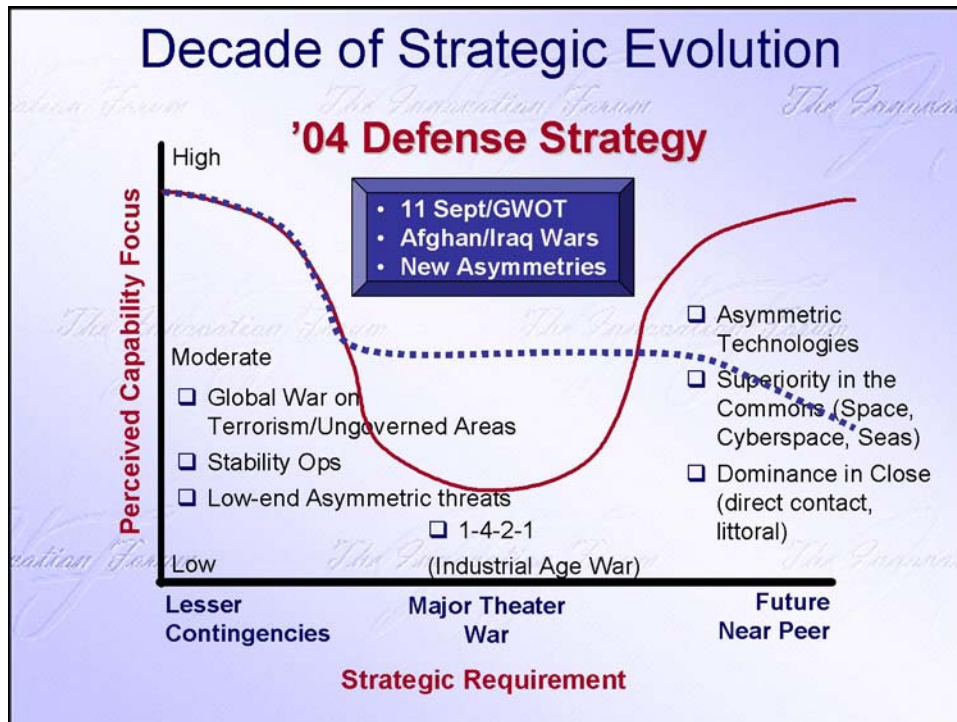 Decade of Strategic Evolution
The Innovation Forum
'04 Defense Strategy
High
• 11 Sept/GWOT
• Afghan/Iraq Wars
• New Asymmetries
Perceived Capability Focus
Moderate
❑ Global War on
Terrorism/Ungoverned Areas
❑ Stability Ops
❑ Low-end Asymmetric threats
❑ 1-4-2-1
(Industrial Age War)
❑ Asymmetric
Technologies
❑ Superiority in the
Commons (Space,
Cyberspace, Seas)
❑ Dominance in Close
(direct contact,
littoral)
Low
Lesser
Contingencies
Major Theater
War
Future
Near Peer
Strategic Requirement